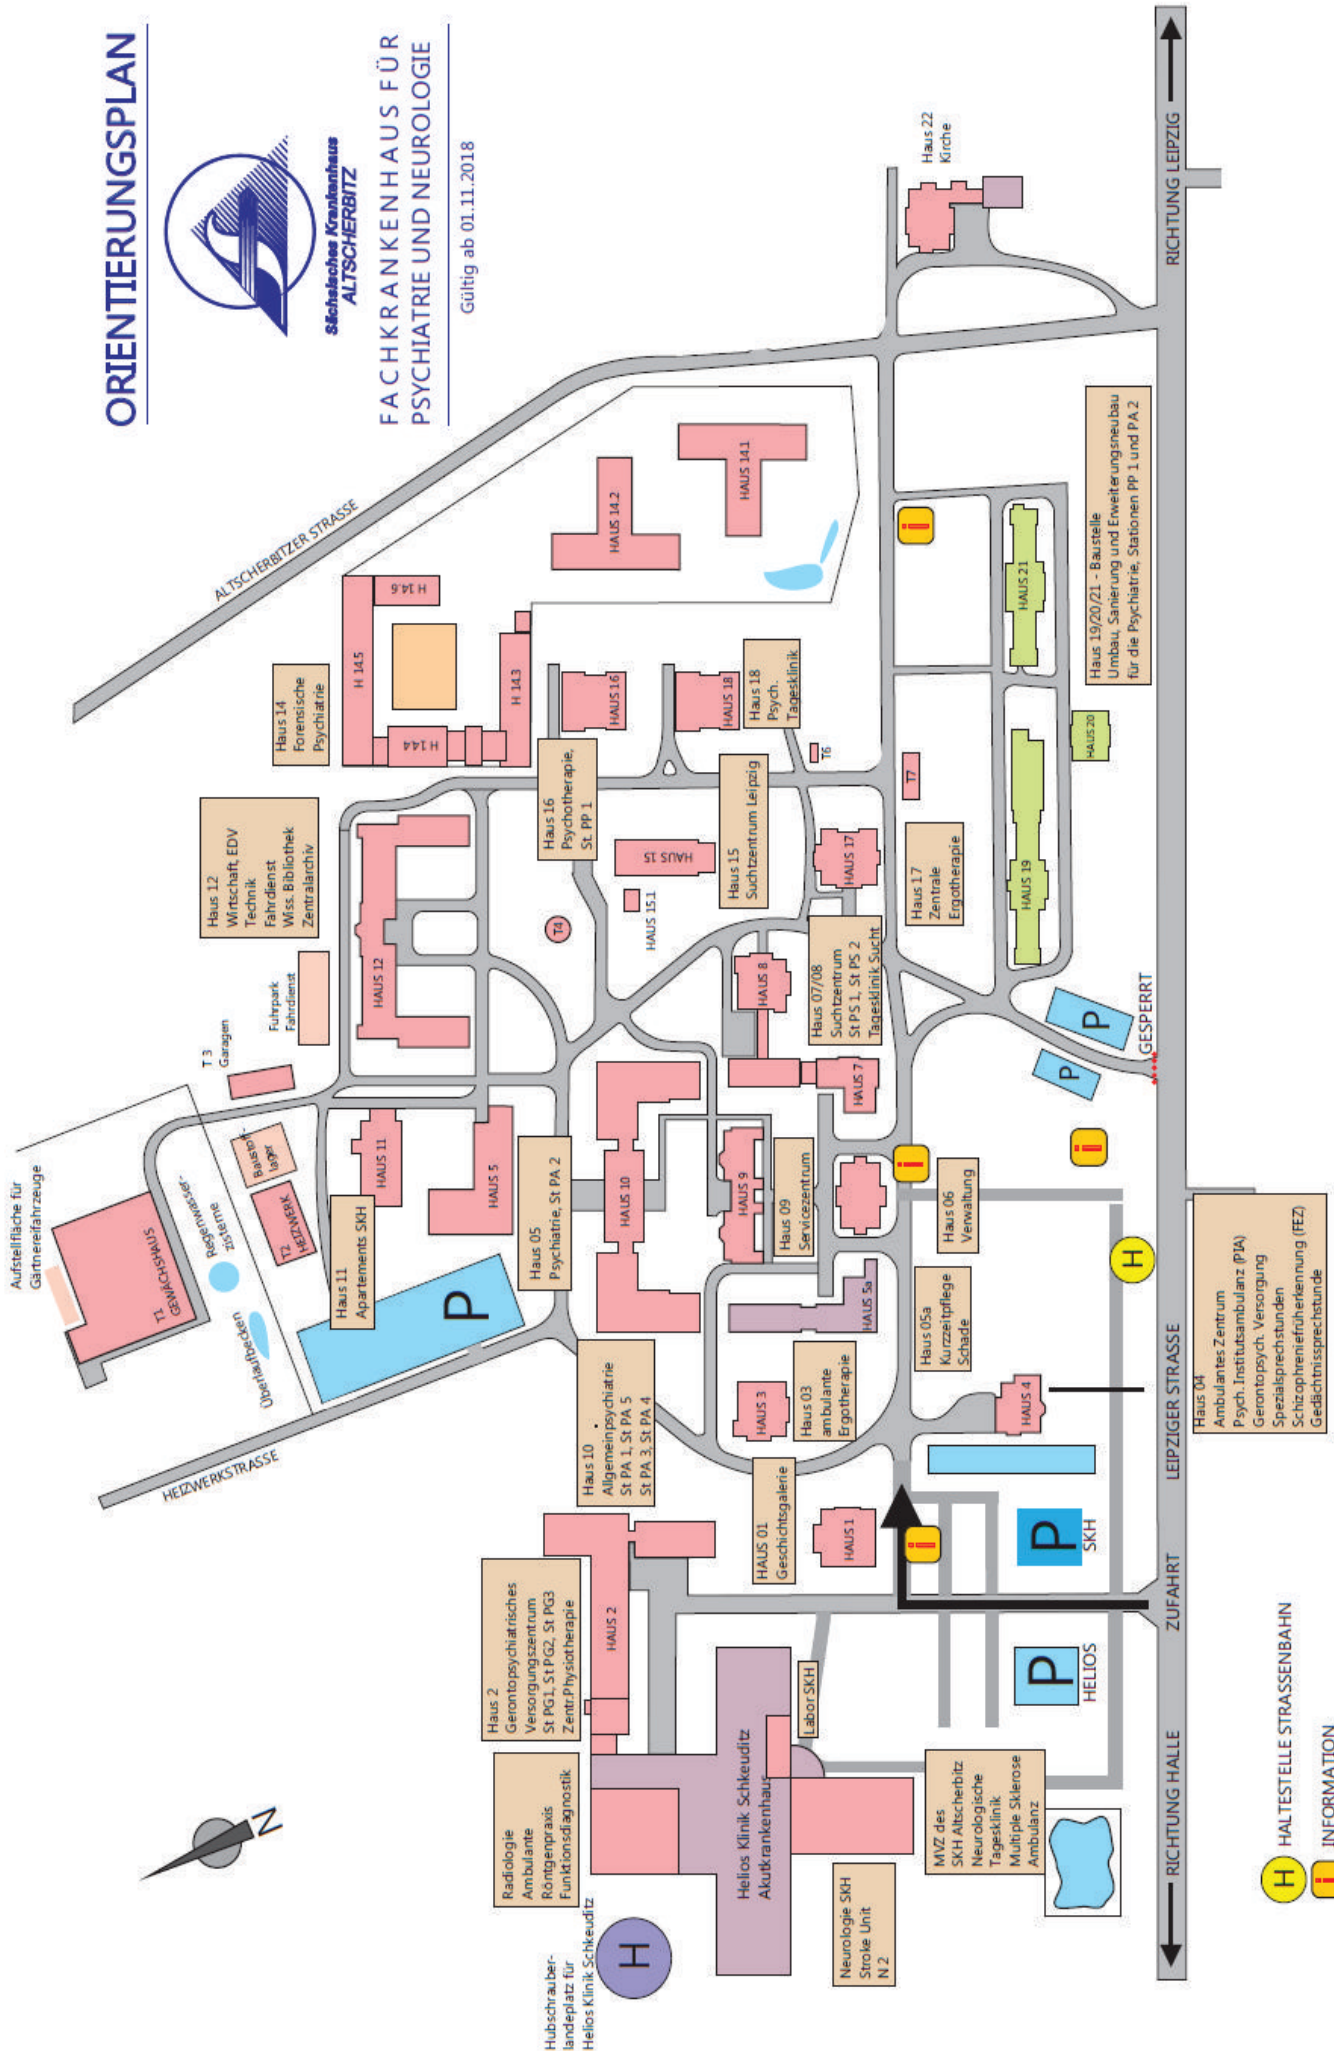 ORIENTIERUNGSPLAN
Sächsisches Krankenhaus
ALTSCHERBITZ
FACHKRANKENHAUS FÜR
PSYCHIATRIE UND NEUROLOGIE
Gültig ab 01.11.2018
Aufstellfläche für
Gärtnereifahrzeuge
T1
GEWÄCHSHAUS
Regenwasser-
zisterne
Überlaufbecken
T 3
Garagen
Baustoff-
lager
T2
HEIZWERK
Fuhrpark
Fahrdienst
Haus 12
Wirtschaft, EDV
Technik
Fahrdienst
Wiss. Bibliothek
Zentralarchiv
Haus 14
Forensische
Psychiatrie
ALTSCHERBITZER STRASSE
HEIZWERKSTRASSE
HAUS 11
Haus 11
Apartements SKH
HAUS 12
H 14.4
H 14.5
H 14.6
H 14.3
HAUS 14.2
HAUS 14.1
P
HAUS 5
Haus 05
Psychiatrie, St PA 2
T4
Haus 16
Psychotherapie,
St. PP 1
HAUS 16
HAUS 18
Haus 18
Psych.
Tagesklinik
HAUS 15
HAUS 15.1
Haus 15
Suchtzentrum Leipzig
T6
T7
HAUS 10
Haus 10
Allgemeinpsychiatrie
St PA 1, St PA 5
St PA 3, St PA 4
HAUS 9
Haus 09
Servicezentrum
HAUS 8
HAUS 7
Haus 07/08
Suchtzentrum
St PS 1, St PS 2
Tagesklinik Sucht
HAUS 17
Haus 17
Zentrale
Ergotherapie
Haus 2
Gerontopsychiatrisches
Versorgungszentrum
St PG1, St PG2, St PG3
Zentr.Physiotherapie
HAUS 2
Radiologie
Ambulante
Röntgenpraxis
Funktionsdiagnostik
Hubschrauber-
landeplatz für
Helios Klinik Schkeuditz
H
Helios Klinik Schkeuditz
Akutkrankenhaus
Labor SKH
Neurologie SKH
Stroke Unit
N 2
MVZ des
SKH Altscherbitz
Neurologische
Tagesklinik
Multiple Sklerose
Ambulanz
HAUS 01
Geschichtsgalerie
HAUS 1
HAUS 3
Haus 03
ambulante
Ergotherapie
HAUS 5a
Haus 05a
Kurzzeitpflege
Schade
Haus 06
Verwaltung
HAUS 4
Haus 04
Ambulantes Zentrum
Psych. Institutsambulanz (PIA)
Gerontopsych. Versorgung
Spezialsprechstunden
Schizophreniefrüherkennung (FEZ)
Gedächtnissprechstunde
i
i
i
i
P
HELIOS
P
SKH
H
P
P
GESPERRT
HAUS 19
HAUS 20
HAUS 21
Haus 19/20/21 - Baustelle
Umbau, Sanierung und Erweiterungsneubau
für die Psychiatrie, Stationen PP 1 und PA 2
Haus 22
Kirche
RICHTUNG HALLE
ZUFAHRT
LEIPZIGER STRASSE
RICHTUNG LEIPZIG
N
H HALTESTELLE STRASSENBAHN
i INFORMATION